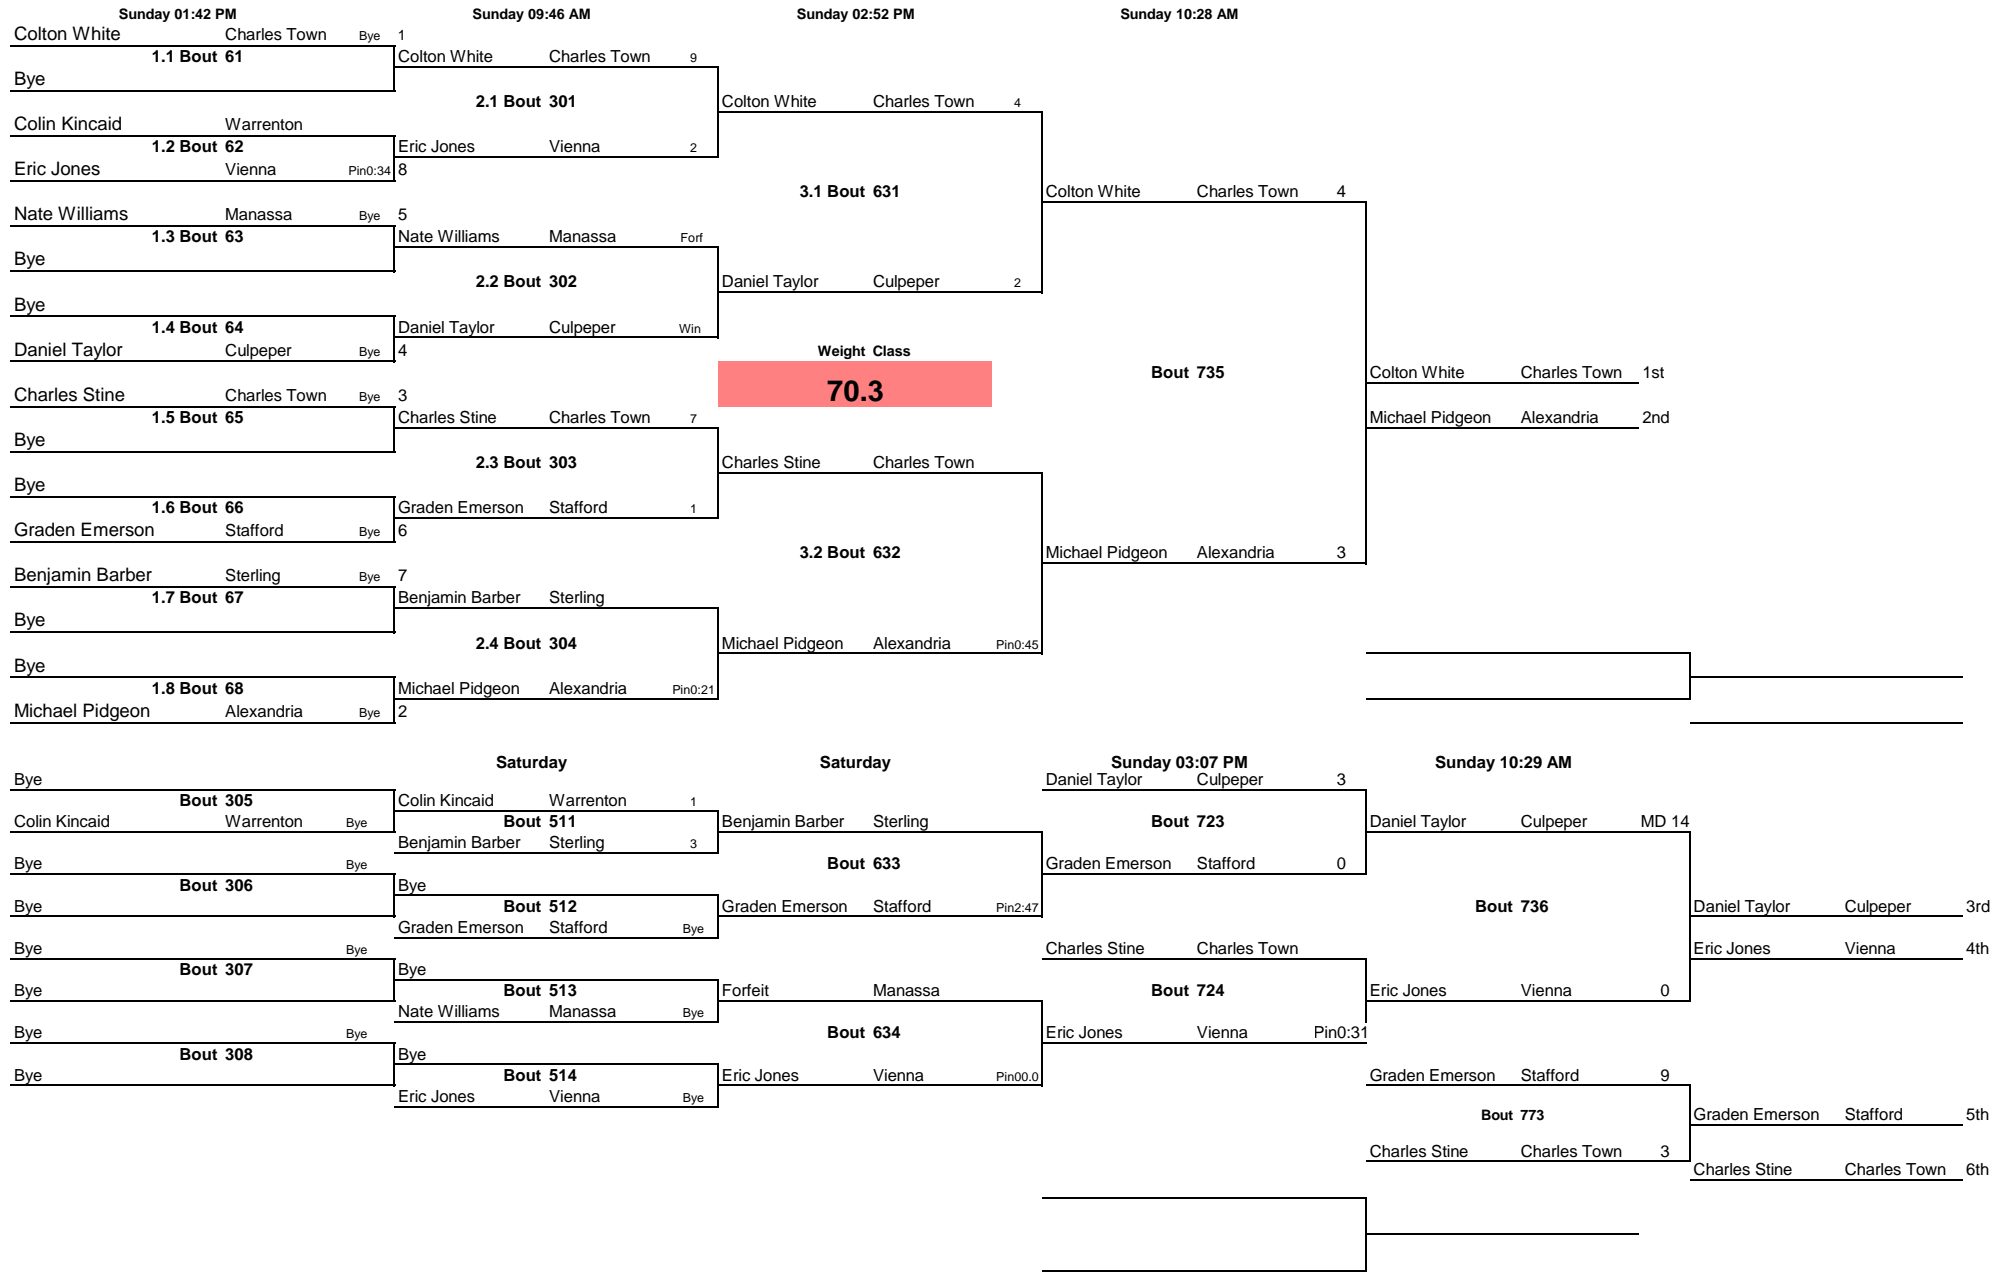 Sunday 01:42 PM Sunday 09:46 AM Sunday 02:52 PM Sunday 10:28 AM
Colton White Charles Town Bye 1
1.1 Bout 61 Colton White Charles Town 9
Bye
2.1 Bout 301 Colton White Charles Town 4
Colin Kincaid Warrenton
1.2 Bout 62 Eric Jones Vienna 2
Eric Jones Vienna Pin0:34 8
3.1 Bout 631 Colton White Charles Town 4
Nate Williams Manassa Bye 5
1.3 Bout 63 Nate Williams Manassa Forf
Bye
2.2 Bout 302 Daniel Taylor Culpeper 2
Bye
1.4 Bout 64 Daniel Taylor Culpeper Win
Daniel Taylor Culpeper Bye 4 Weight Class
Bout 735 Colton White Charles Town 1st
70.3
Charles Stine Charles Town Bye 3
1.5 Bout 65 Charles Stine Charles Town 7 Michael Pidgeon Alexandria 2nd
Bye
2.3 Bout 303 Charles Stine Charles Town
Bye
1.6 Bout 66 Graden Emerson Stafford 1
Graden Emerson Stafford Bye 6
3.2 Bout 632 Michael Pidgeon Alexandria 3
Benjamin Barber Sterling Bye 7
1.7 Bout 67 Benjamin Barber Sterling
Bye
2.4 Bout 304 Michael Pidgeon Alexandria Pin0:45
Bye
1.8 Bout 68 Michael Pidgeon Alexandria Pin0:21
Michael Pidgeon Alexandria Bye 2
Saturday Saturday Sunday 03:07 PM Sunday 10:29 AM
Bye Daniel Taylor Culpeper 3
Bout 305 Colin Kincaid Warrenton 1
Colin Kincaid Warrenton Bye Bout 511 Benjamin Barber Sterling Bout 723 Daniel Taylor Culpeper MD 14
Benjamin Barber Sterling 3
Bye Bye Bout 633 Graden Emerson Stafford 0
Bout 306 Bye
Bye Bout 512 Graden Emerson Stafford Pin2:47 Bout 736 Daniel Taylor Culpeper 3rd
Graden Emerson Stafford Bye
Bye Bye Charles Stine Charles Town Eric Jones Vienna 4th
Bout 307 Bye
Bye Bout 513 Forfeit Manassa Bout 724 Eric Jones Vienna 0
Nate Williams Manassa Bye
Bye Bye Bout 634 Eric Jones Vienna Pin0:31
Bout 308 Bye
Bye Bout 514 Eric Jones Vienna Pin00.0 Graden Emerson Stafford 9
Eric Jones Vienna Bye
Bout 773 Graden Emerson Stafford 5th
Charles Stine Charles Town 3
Charles Stine Charles Town 6th